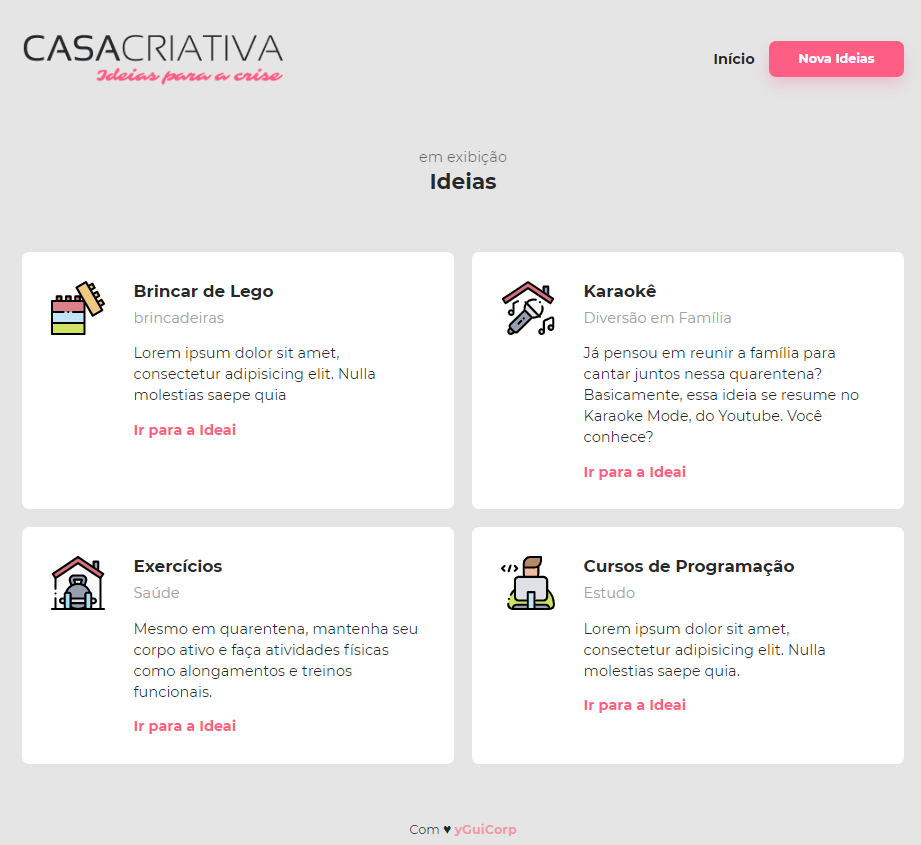 CASACRIATIVA
Ideias para a crise
Início
Nova Ideias
em exibição
Ideias
Brincar de Lego
brincadeiras
Lorem ipsum dolor sit amet,
consectetur adipisicing elit. Nulla
molestias saepe quia
Ir para a Ideai
Karaokê
Diversão em Família
Já pensou em reunir a família para
cantar juntos nessa quarentena?
Basicamente, essa ideia se resume no
Karaoke Mode, do Youtube. Você
conhece?
Ir para a Ideai
Exercícios
Saúde
Mesmo em quarentena, mantenha seu
corpo ativo e faça atividades físicas
como alongamentos e treinos
funcionais.
Ir para a Ideai
Cursos de Programação
Estudo
Lorem ipsum dolor sit amet,
consectetur adipisicing elit. Nulla
molestias saepe quia.
Ir para a Ideai
Com ♥ yGuiCorp